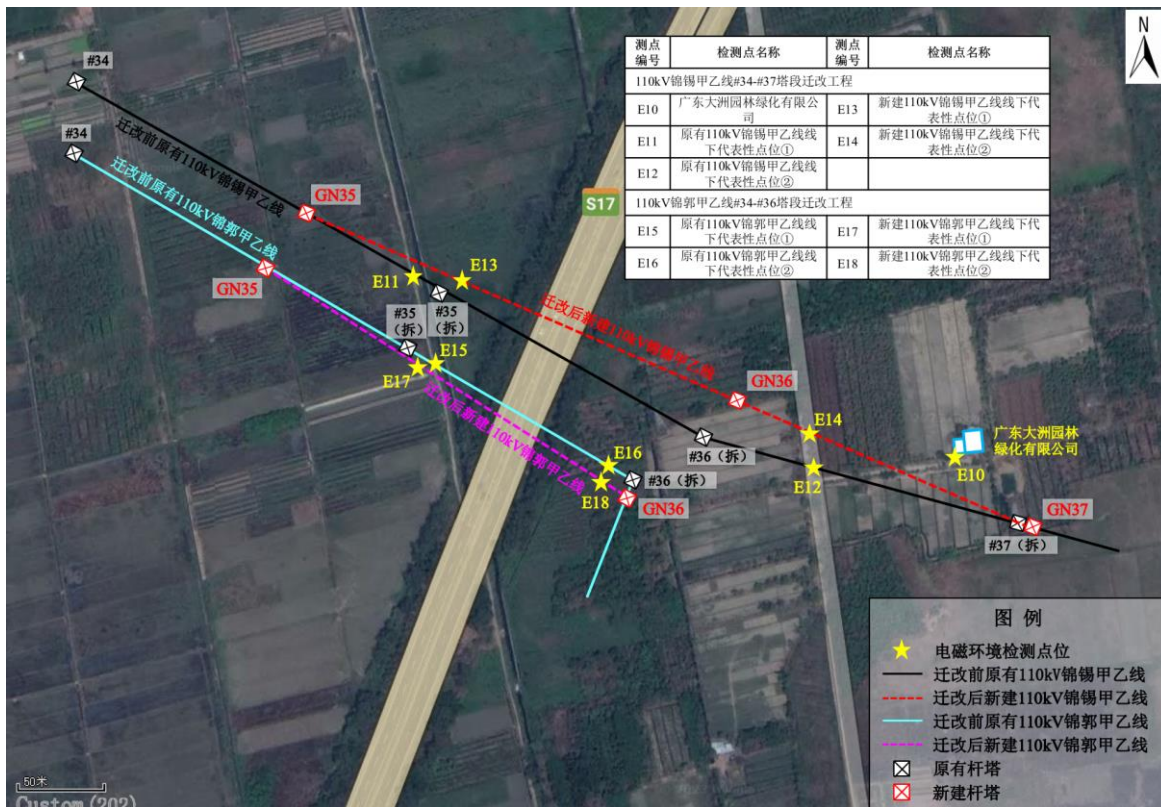 N
#34
#34
迁改前原有110kV锦锡甲乙线
迁改前原有110kV锦郭甲乙线
GN35
GN35
S17
E11
E13
#35
(拆)
#35
(拆)
E15
E17
迁改后新建110kV锦锡甲乙线
迁改后新建110kV锦郭甲乙线
GN36
E14
#36 (拆)
E12
E16
E18
#36 (拆)
GN36
广东大洲园林
绿化有限公司
E10
GN37
#37 (拆)
测点
编号
检测点名称
测点
编号
检测点名称
110kV锦锡甲乙线#34-#37塔段迁改工程
E10
广东大洲园林绿化有限公
司
E13
新建110kV锦锡甲乙线线下代
表性点位①
E11
原有110kV锦锡甲乙线线
下代表性点位①
E14
新建110kV锦锡甲乙线线下代
表性点位②
E12
原有110kV锦锡甲乙线线
下代表性点位②
110kV锦郭甲乙线#34-#36塔段迁改工程
E15
原有110kV锦郭甲乙线线
下代表性点位①
E17
新建110kV锦郭甲乙线线下代
表性点位①
E16
原有110kV锦郭甲乙线线
下代表性点位②
E18
新建110kV锦郭甲乙线线下代
表性点位②
图 例
电磁环境检测点位
迁改前原有110kV锦锡甲乙线
迁改后新建110kV锦锡甲乙线
迁改前原有110kV锦郭甲乙线
迁改后新建110kV锦郭甲乙线
原有杆塔
新建杆塔
50米
Custom(202)